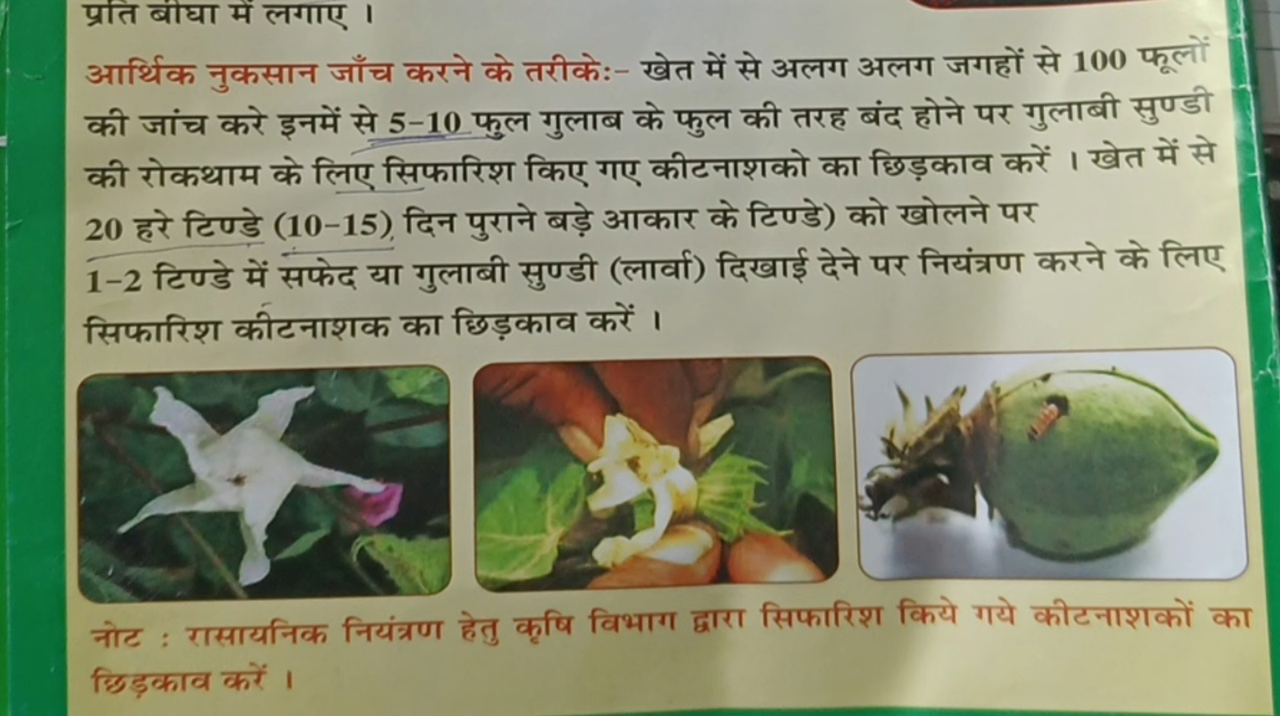 प्रति बीघा में लगाए ।
आर्थिक नुकसान जाँच करने के तरीके:- खेत में से अलग अलग जगहों से 100 फूलों
की जांच करे इनमें से 5-10 फुल गुलाब के फुल की तरह बंद होने पर गुलाबी सुण्डी
की रोकथाम के लिए सिफारिश किए गए कीटनाशको का छिड़काव करें । खेत में से
20 हरे टिण्डे (10-15) दिन पुराने बड़े आकार के टिण्डे) को खोलने पर
1-2 टिण्डे में सफेद या गुलाबी सुण्डी (लार्वा) दिखाई देने पर नियंत्रण करने के लिए
सिफारिश कीटनाशक का छिड़काव करें ।
नोट : रासायनिक नियंत्रण हेतु कृषि विभाग द्वारा सिफारिश किये गये कीटनाशकों का
छिड़काव करें ।